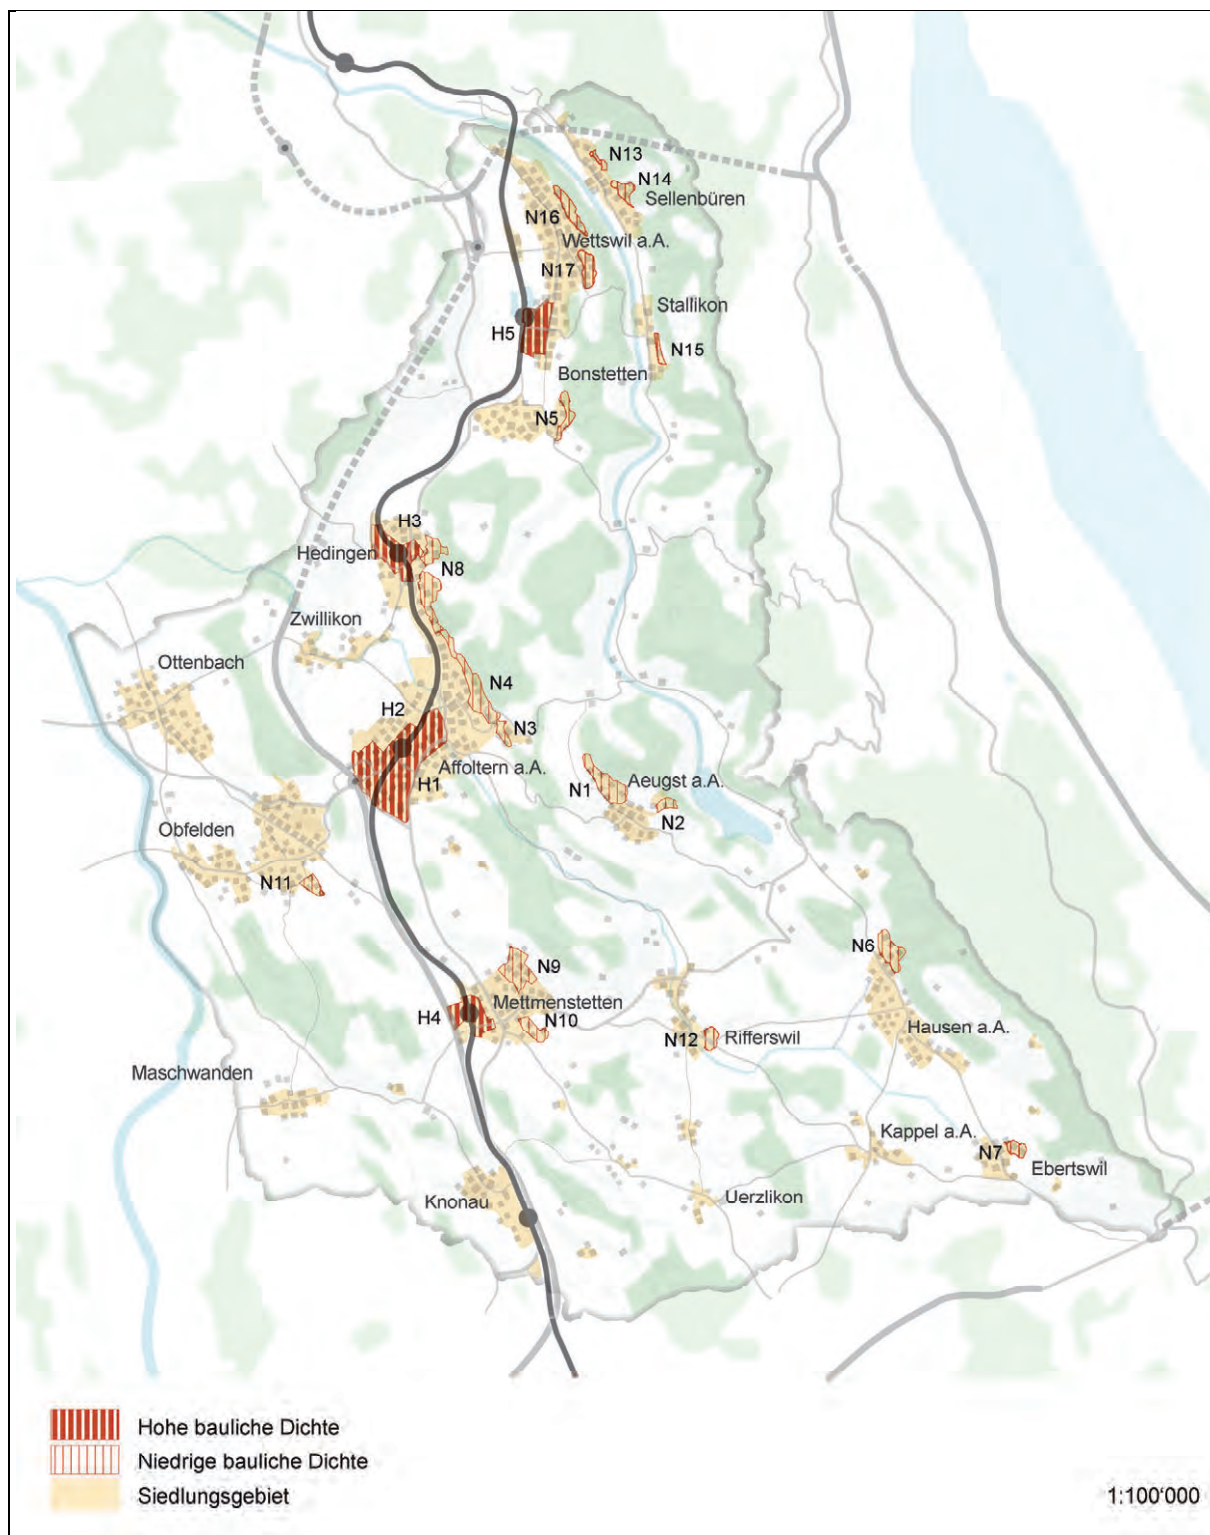 N13
N14
Sellenbüren
N16
Wettswil a.A.
N17
Stallikon
H5
N15
Bonstetten
N5
H3
Hedingen
N8
Zwillikon
Ottenbach
N4
H2
N3
Affoltern a.A.
H1
N1
Aeugst a.A.
N2
Obfelden
N11
N6
N9
Mettmenstetten
H4
N10
Hausen a.A.
N12
Rifferswil
Maschwanden
Kappel a.A.
N7
Ebertswil
Knonau
Uerzlikon
Hohe bauliche Dichte
Niedrige bauliche Dichte
Siedlungsgebiet
1:100'000